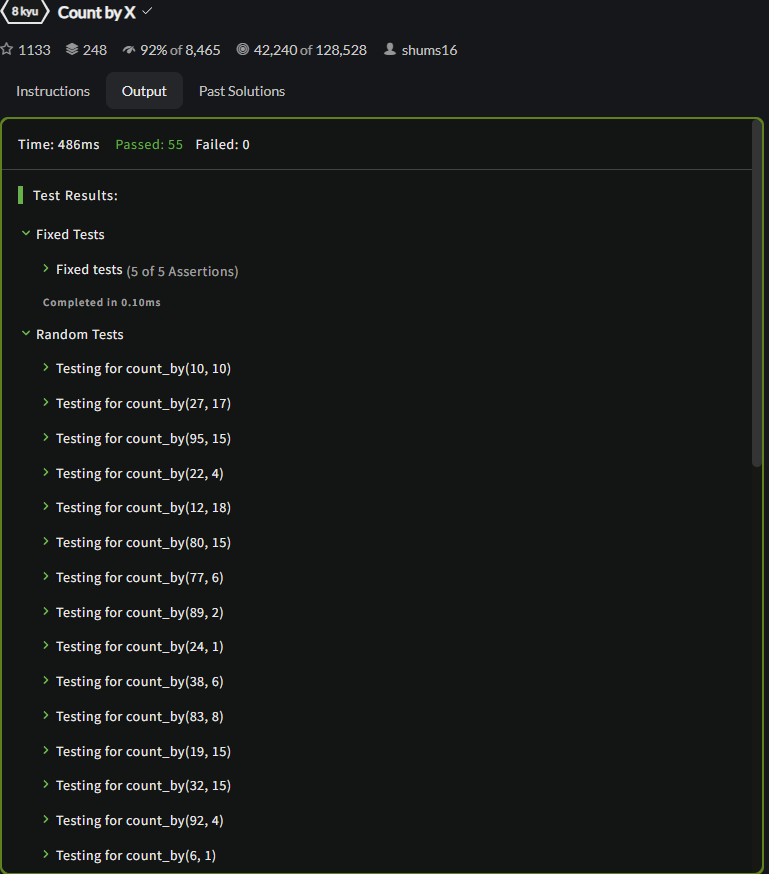 8 kyu Count by X
1133 248 92% of 8,465 42,240 of 128,528 shums16
Instructions Output Past Solutions
Time: 486ms Passed: 55 Failed: 0
Test Results:
Fixed Tests
Fixed tests (5 of 5 Assertions)
Completed in 0.10ms
Random Tests
Testing for count_by(10, 10)
Testing for count_by(27, 17)
Testing for count_by(95, 15)
Testing for count_by(22, 4)
Testing for count_by(12, 18)
Testing for count_by(80, 15)
Testing for count_by(77, 6)
Testing for count_by(89, 2)
Testing for count_by(24, 1)
Testing for count_by(38, 6)
Testing for count_by(83, 8)
Testing for count_by(19, 15)
Testing for count_by(32, 15)
Testing for count_by(92, 4)
Testing for count_by(6, 1)